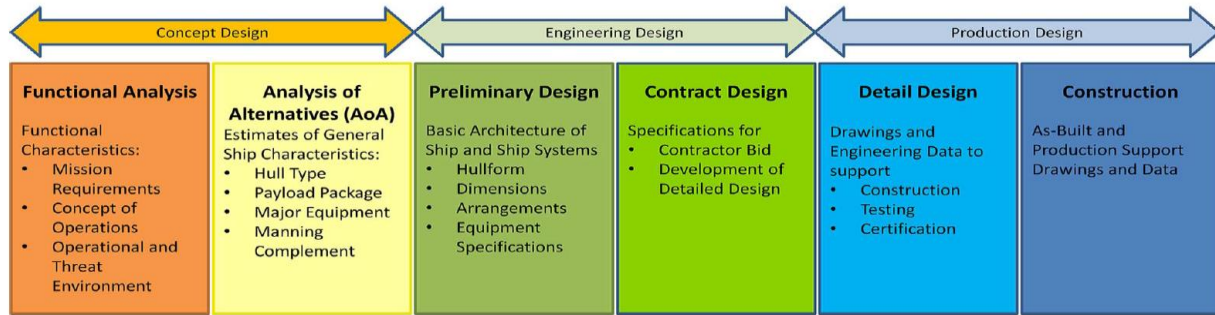 Concept Design
Engineering Design
Production Design
Functional Analysis
Functional
Characteristics:
• Mission
Requirements
• Concept of
Operations
• Operational and
Threat
Environment
Analysis of
Alternatives (AoA)
Estimates of General
Ship Characteristics:
• Hull Type
• Payload Package
• Major Equipment
• Manning
Complement
Preliminary Design
Basic Architecture of
Ship and Ship Systems
• Hullform
• Dimensions
• Arrangements
• Equipment
Specifications
Contract Design
Specifications for
• Contractor Bid
• Development of
Detailed Design
Detail Design
Drawings and
Engineering Data to
support
• Construction
• Testing
• Certification
Construction
As-Built and
Production Support
Drawings and Data